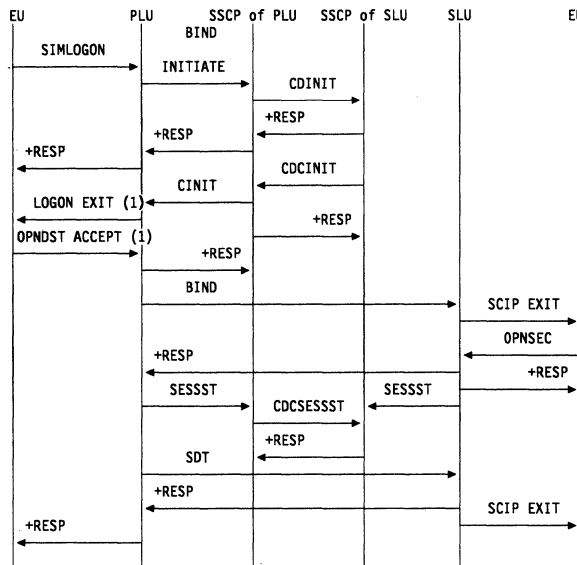 EU PLU SSCP of PLU SSCP of SLU SLU EU
BIND
SIMLOGON
INITIATE
CDINIT
+RESP
+RESP
+RESP
CDCINIT
CINIT
LOGON EXIT (1)
+RESP
OPNDST ACCEPT (1)
+RESP
BIND
SCIP EXIT
OPNSEC
+RESP
+RESP
SESSST SESSST
CDCSESSST
+RESP
SDT
+RESP
SCIP EXIT
+RESP